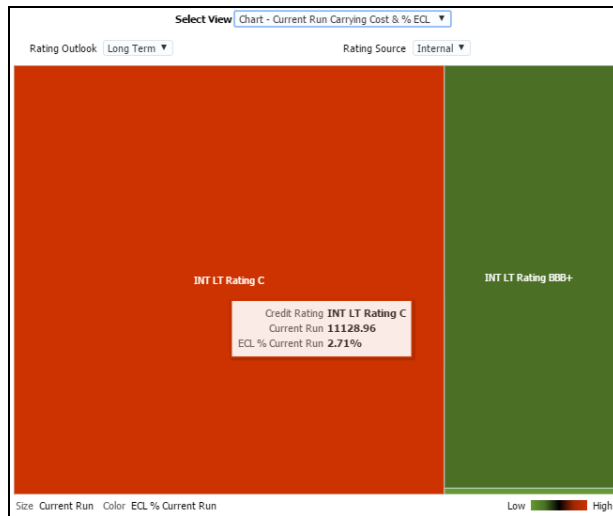 Select View Chart - Current Run Carrying Cost & % ECL
Rating Outlook Long Term Rating Source Internal
INT LT Rating C
INT LT Rating BBB+
Credit Rating INT LT Rating C
Current Run 11128.96
ECL % Current Run 2.71%
Size Current Run Color ECL % Current Run Low High